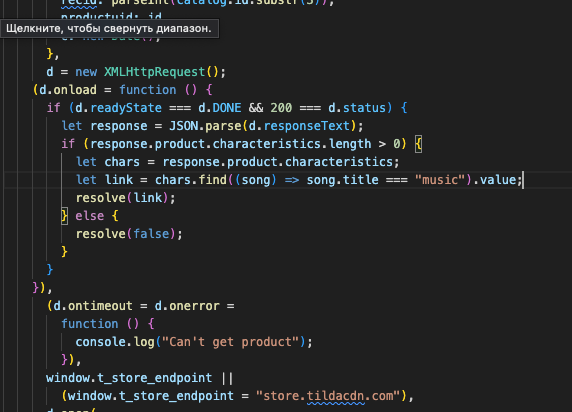 recid: parseInt(catalog.id.substr(3)),
productuid: id
Щелкните, чтобы свернуть диапазон.
},
d = new XMLHttpRequest();
(d.onload = function () {
if (d.readyState === d.DONE && 200 === d.status) {
let response = JSON.parse(d.responseText);
if (response.product.characteristics.length > 0) {
let chars = response.product.characteristics;
let link = chars.find((song) => song.title === "music").value;
resolve(link);
} else {
resolve(false);
}
}
}),
(d.ontimeout = d.onerror =
function () {
console.log("Can't get product");
}),
window.t_store_endpoint ||
(window.t_store_endpoint = "store.tildacdn.com"),
d.open(